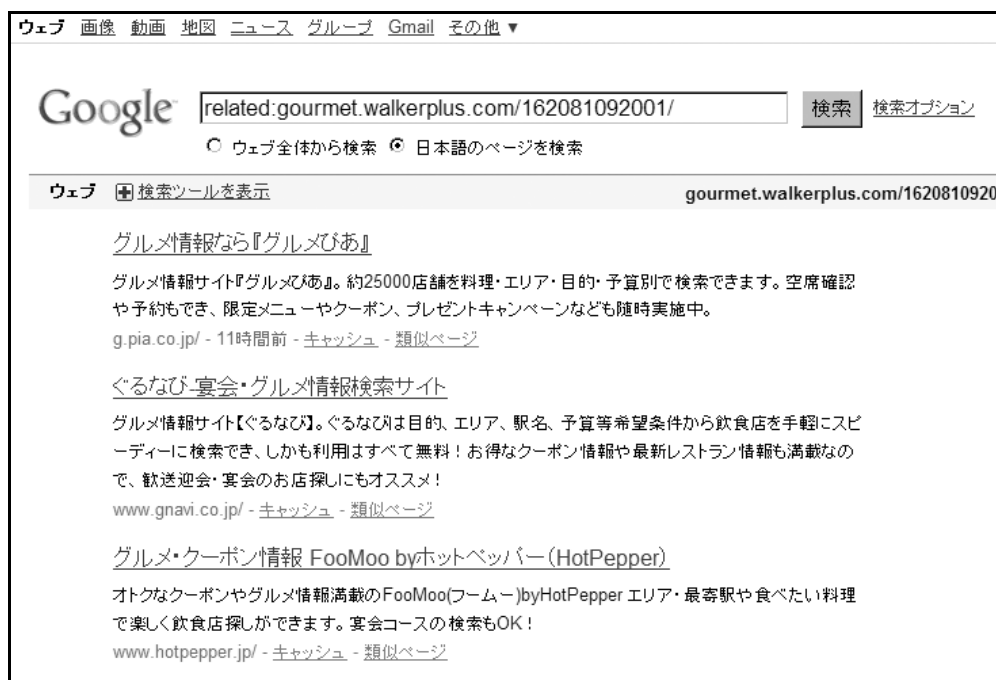 ウェブ 画像 動画 地図 ニュース グループ Gmail その他 ▼
Google related:gourmet.walkerplus.com/162081092001/ 検索 検索オプション
ウェブ全体から検索 日本語のページを検索
ウェブ 検索ツールを表示 gourmet.walkerplus.com/1620810920
グルメ情報なら『グルメぴあ』
グルメ情報サイト『グルメぴあ』。約25000店舗を料理・エリア・目的・予算別で検索できます。空席確認
や予約もでき、限定メニューやクーポン、プレゼントキャンペーンなども随時実施中。
g.pia.co.jp/ - 11時間前 - キャッシュ - 類似ページ
ぐるなび-宴会・グルメ情報検索サイト
グルメ情報サイト【ぐるなび】。ぐるなびは目的、エリア、駅名、予算等希望条件から飲食店を手軽にスピ
ーディーに検索でき、しかも利用はすべて無料！お得なクーポン情報や最新レストラン情報も満載なの
で、歓送迎会・宴会のお店探しにもオススメ！
www.gnavi.co.jp/ - キャッシュ - 類似ページ
グルメ・クーポン情報 FooMoo byホットペッパー（HotPepper）
オトクなクーポンやグルメ情報満載のFooMoo(フームー)byHotPepper エリア・最寄駅や食べたい料理
で楽しく飲食店探しができます。宴会コースの検索もOK！
www.hotpepper.jp/ - キャッシュ - 類似ページ